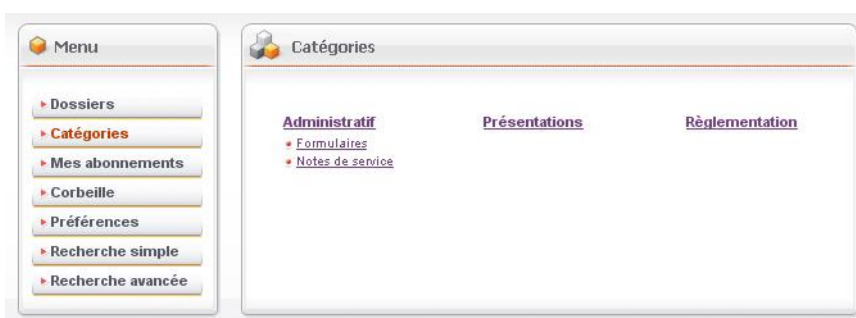 Menu
Dossiers
Catégories
Mes abonnements
Corbeille
Préférences
Recherche simple
Recherche avancée
Catégories
Administratif
Formulaires
Notes de service
Présentations
Règlementation